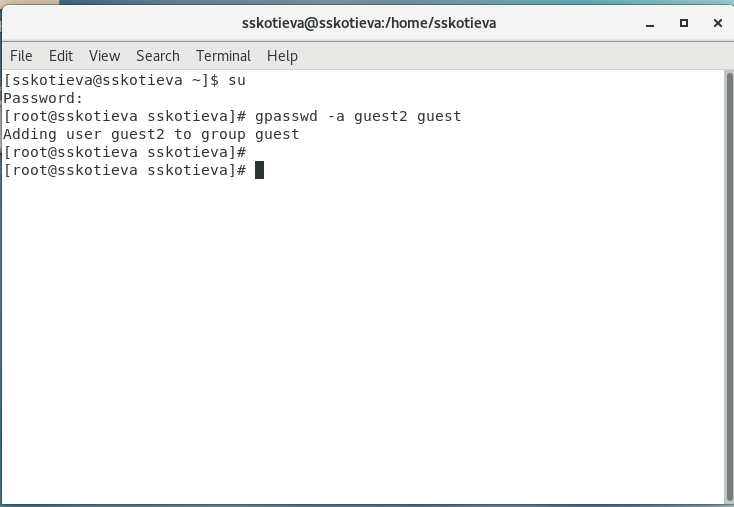 sskotieva@sskotieva:/home/sskotieva
File Edit View Search Terminal Help
[sskotieva@sskotieva ~]$ su
Password:
[root@sskotieva sskotieva]# gpasswd -a guest2 guest
Adding user guest2 to group guest
[root@sskotieva sskotieva]#
[root@sskotieva sskotieva]#